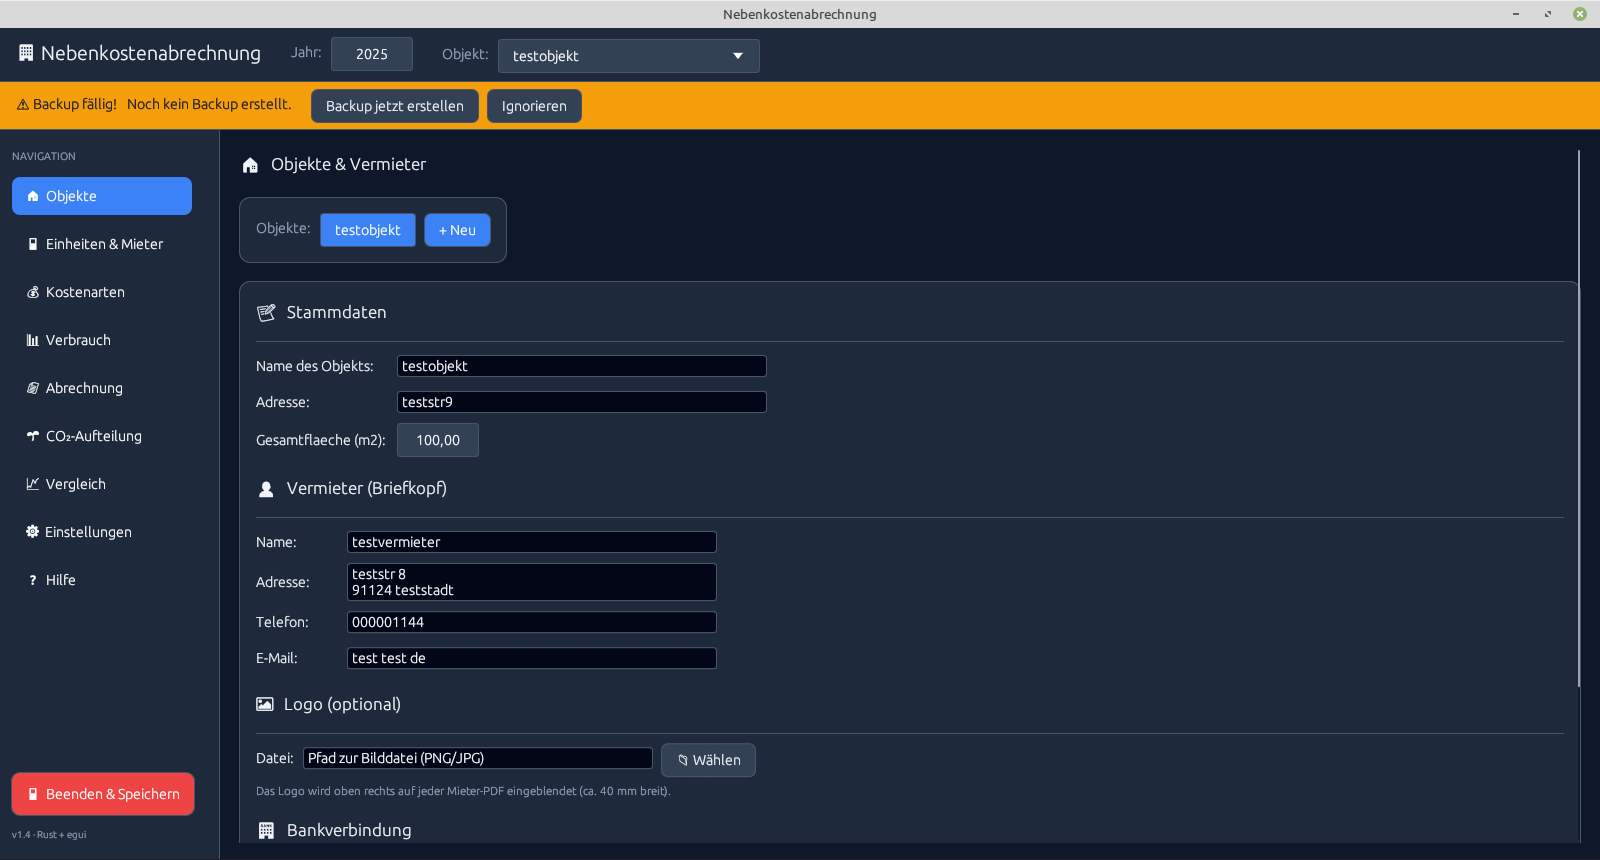 Nebenkostenabrechnung
Nebenkostenabrechnung Jahr: 2025 Objekt: testobjekt
⚠ Backup fällig! Noch kein Backup erstellt. Backup jetzt erstellen Ignorieren
NAVIGATION
Objekte
Einheiten & Mieter
Kostenarten
Verbrauch
Abrechnung
CO₂-Aufteilung
Vergleich
Einstellungen
? Hilfe
Beenden & Speichern
v1.4 · Rust + egui
Objekte & Vermieter
Objekte: testobjekt + Neu
Stammdaten
Name des Objekts: testobjekt
Adresse: teststr9
Gesamtflaeche (m2): 100,00
Vermieter (Briefkopf)
Name: testvermieter
Adresse: teststr 8
91124 teststadt
Telefon: 000001144
E-Mail: test test de
Logo (optional)
Datei: Pfad zur Bilddatei (PNG/JPG) Wählen
Das Logo wird oben rechts auf jeder Mieter-PDF eingeblendet (ca. 40 mm breit).
Bankverbindung